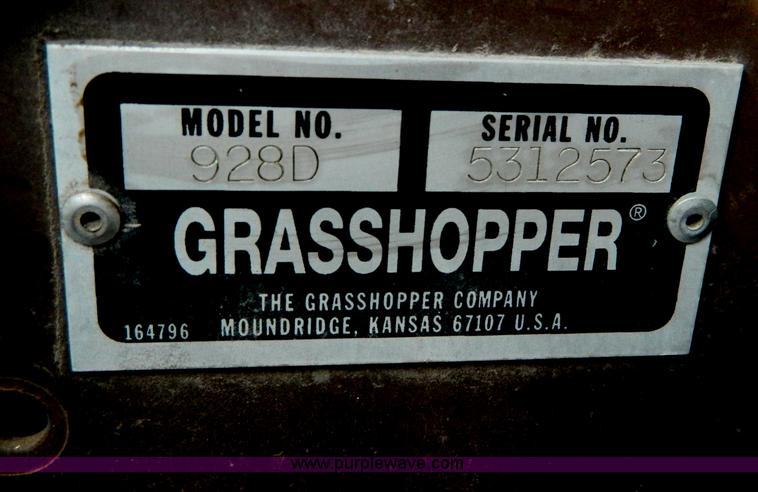 MODEL NO. SERIAL NO.
928D 5312573
GRASSHOPPER®
THE GRASSHOPPER COMPANY
164796 MOUNDRIDGE, KANSAS 67107 U.S.A.
www.purplewave.com